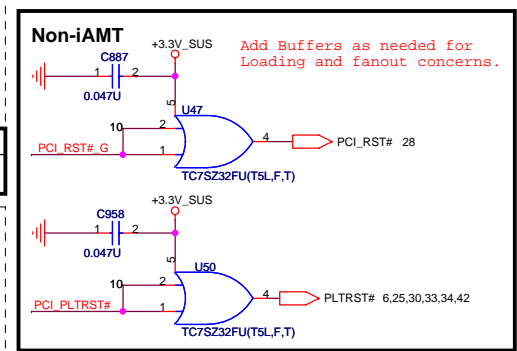 Non-iAMT
+3.3V_SUS
Add Buffers as needed for
Loading and fanout concerns.
C887
1 2
0.047U
5
U47
10 2
4
PCI_RST# 28
PCI_RST#_G
1
TC7SZ32FU(T5L,F,T)
+3.3V_SUS
C958
1 2
0.047U
5
U50
10 2
4
PLTRST# 6,25,30,33,34,42
PCI_PLTRST#
1
TC7SZ32FU(T5L,F,T)